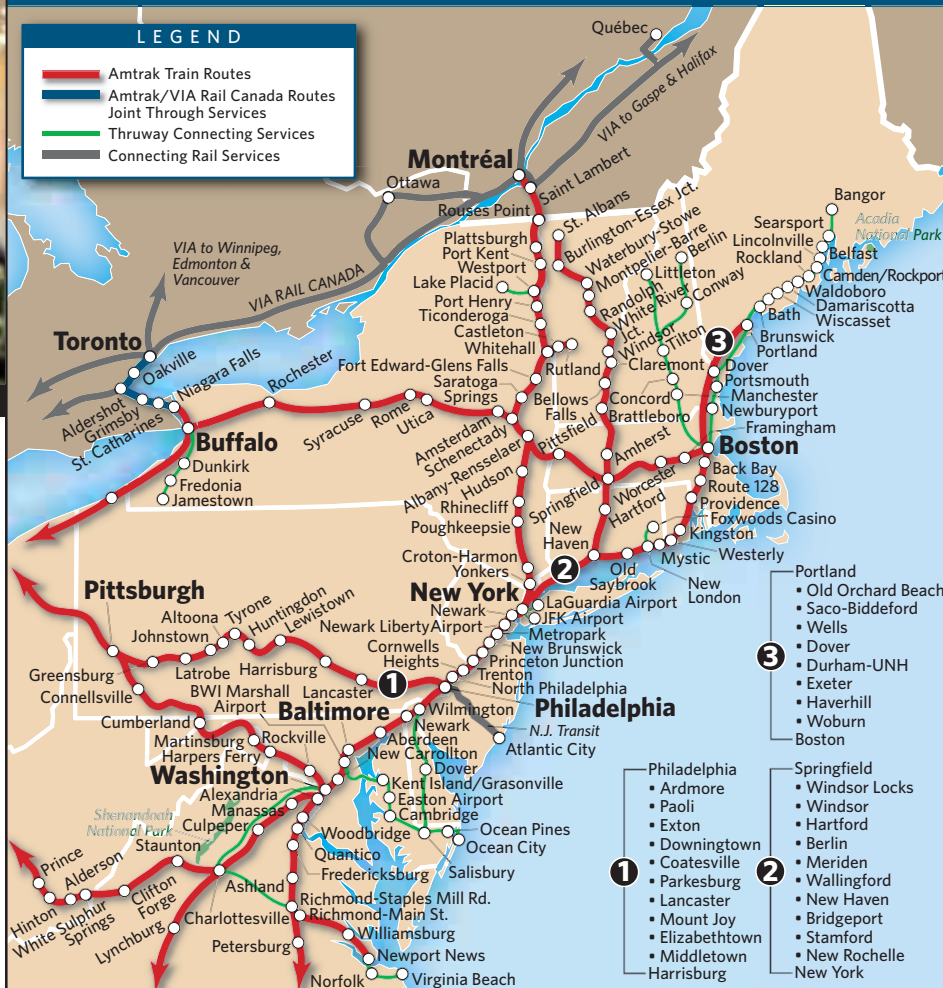 LEGEND
Amtrak Train Routes
Amtrak/VIA Rail Canada Routes
Joint Through Services
Thruway Connecting Services
Connecting Rail Services
Québec
VIA to Gaspe & Halifax
Montréal
Ottawa
Saint Lambert
Rouses Point
St. Albans
Burlington-Essex Jct.
Waterbury-Stowe
Montpelier-Barre
Berlin
Bangor
Searsport
Acadia
National Park
Lincolnville
Rockland
Belfast
Camden/Rockport
Waldoboro
Damariscotta
Wiscasset
Bath
Brunswick
Portland
VIA to Winnipeg,
Edmonton &
Vancouver
VIA RAIL CANADA
Plattsburgh
Port Kent
Westport
Lake Placid
Port Henry
Ticonderoga
Castleton
Whitehall
Rutland
Fort Edward-Glens Falls
Saratoga
Springs
Littleton
Conway
Randolph
White River
Jct.
Windsor
Tilton
Claremont
Bellows
Falls
Concord
Brattleboro
3
Dover
Portsmouth
Manchester
Newburyport
Framingham
Toronto
Oakville
Aldershot
Grimsby
St. Catharines
Niagara Falls
Rochester
Syracuse
Rome
Utica
Amsterdam
Schenectady
Albany-Rensselaer
Hudson
Pittsfield
Amherst
Boston
Back Bay
Route 128
Providence
Foxwoods Casino
Kingston
Westerly
Buffalo
Dunkirk
Fredonia
Jamestown
Rhinecliff
Poughkeepsie
Springfield
Worcester
Hartford
New
Haven
Old
Saybrook
Mystic
New
London
Croton-Harmon
Yonkers
2
New York
LaGuardia Airport
JFK Airport
Newark
Newark Liberty
Airport
Metropark
New Brunswick
Princeton Junction
Cornwells
Heights
Trenton
North Philadelphia
Philadelphia
N.J. Transit
Atlantic City
Pittsburgh
Altoona
Tyrone
Huntingdon
Lewistown
Johnstown
Greensburg
Latrobe
Harrisburg
Connellsville
Lancaster
1
BWI Marshall
Airport
Baltimore
Wilmington
Newark
Aberdeen
New Carrollton
Dover
Cumberland
Martinsburg
Rockville
Harpers Ferry
Washington
Alexandria
Manassas
Culpeper
Kent Island/Grasonville
Easton Airport
Cambridge
Ocean Pines
Ocean City
Salisbury
Shenandoah
National Park
Staunton
Woodbridge
Quantico
Fredericksburg
Prince
Alderson
Hinton
White Sulphur
Springs
Clifton
Forge
Lynchburg
Charlottesville
Ashland
Richmond-Staples Mill Rd.
Richmond-Main St.
Williamsburg
Petersburg
Newport News
Norfolk
Virginia Beach
3
Portland
▪ Old Orchard Beach
▪ Saco-Biddeford
▪ Wells
▪ Dover
▪ Durham-UNH
▪ Exeter
▪ Haverhill
▪ Woburn
Boston
1
Philadelphia
▪ Ardmore
▪ Paoli
▪ Exton
▪ Downingtown
▪ Coatesville
▪ Parkesburg
▪ Lancaster
▪ Mount Joy
▪ Elizabethtown
▪ Middletown
Harrisburg
2
Springfield
▪ Windsor Locks
▪ Windsor
▪ Hartford
▪ Berlin
▪ Meriden
▪ Wallingford
▪ New Haven
▪ Bridgeport
▪ Stamford
▪ New Rochelle
New York